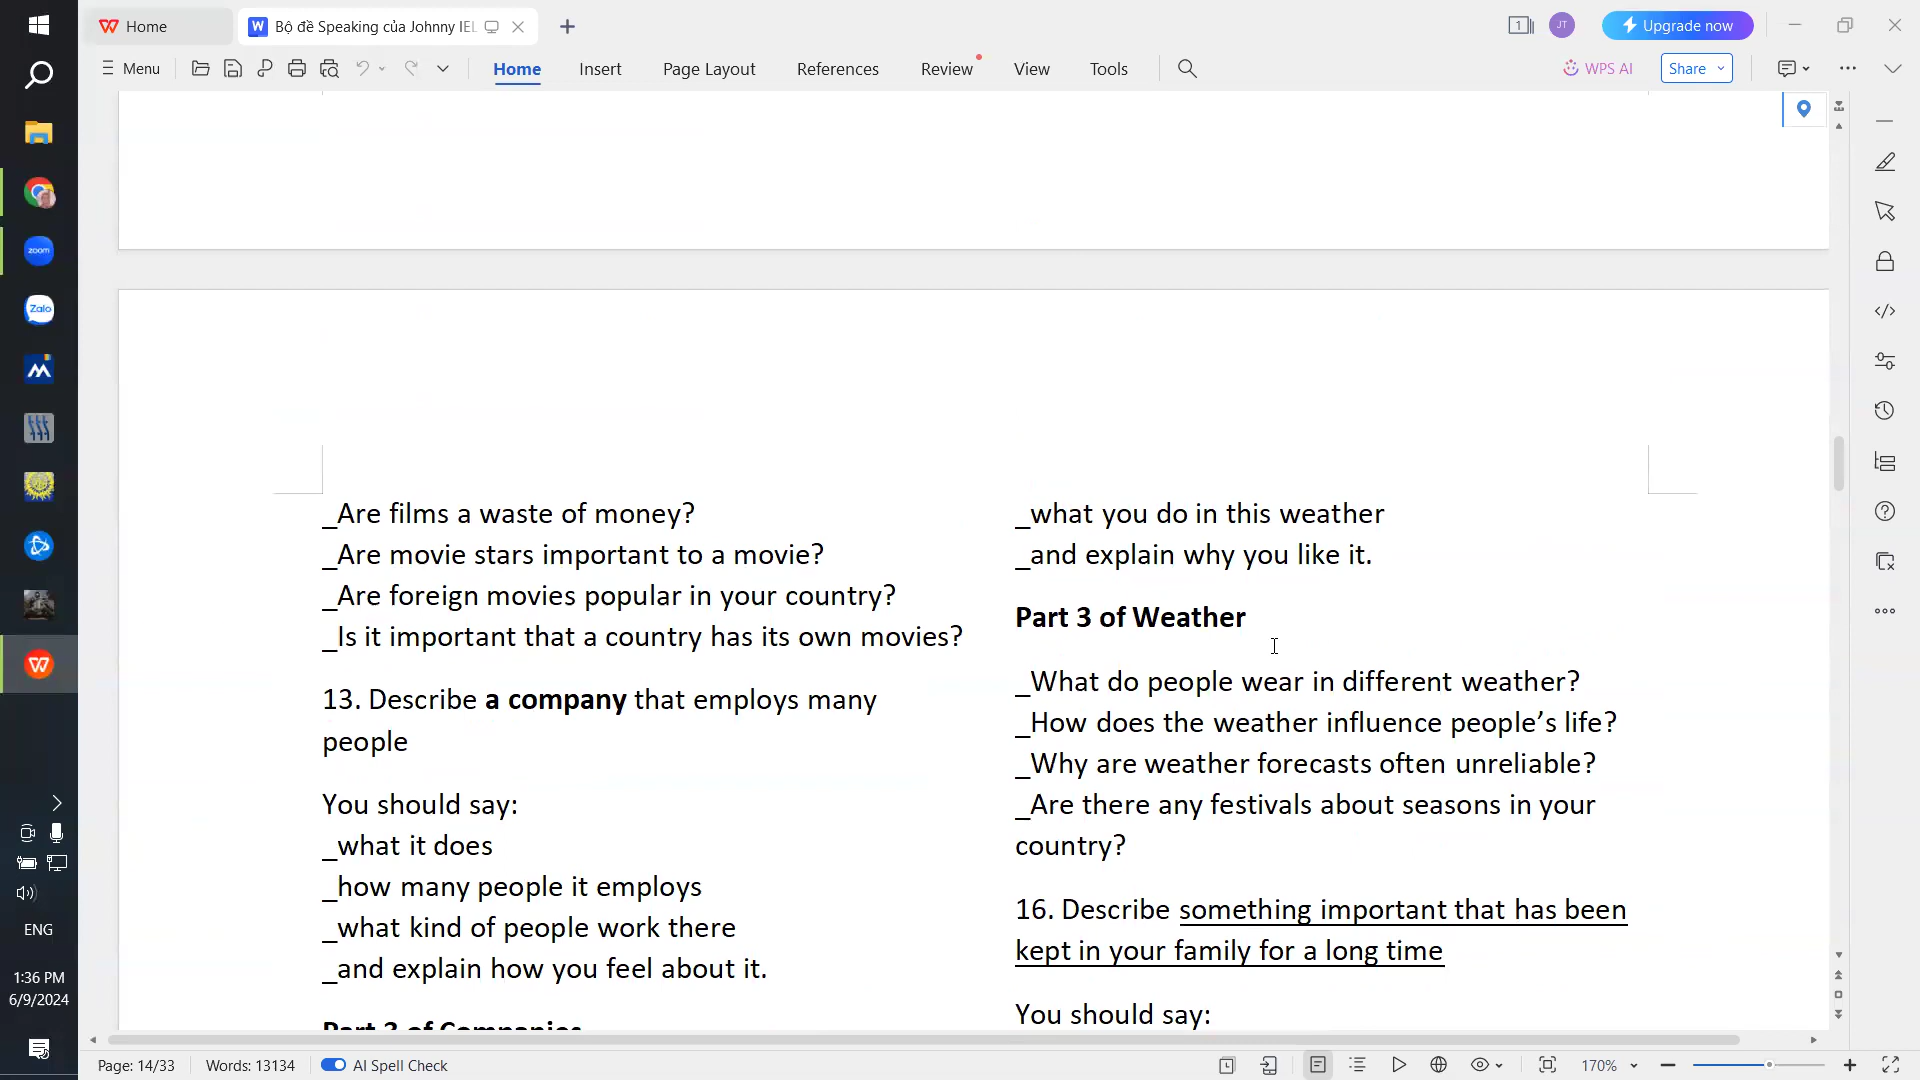 Home
Bộ đề Speaking của Johnny IEL
JT
Upgrade now
Menu
Home
Insert
Page Layout
References
Review
View
Tools
WPS AI
Share
zoom
Zalo
_Are films a waste of money?
_Are movie stars important to a movie?
_Are foreign movies popular in your country?
_Is it important that a country has its own movies?
13. Describe a company that employs many
people
You should say:
_what it does
_how many people it employs
_what kind of people work there
_and explain how you feel about it.
Part 3 of Companies
_what you do in this weather
_and explain why you like it.
Part 3 of Weather
_What do people wear in different weather?
_How does the weather influence people’s life?
_Why are weather forecasts often unreliable?
_Are there any festivals about seasons in your
country?
16. Describe something important that has been
kept in your family for a long time
You should say:
ENG
1:36 PM
6/9/2024
Page: 14/33
Words: 13134
AI Spell Check
170%